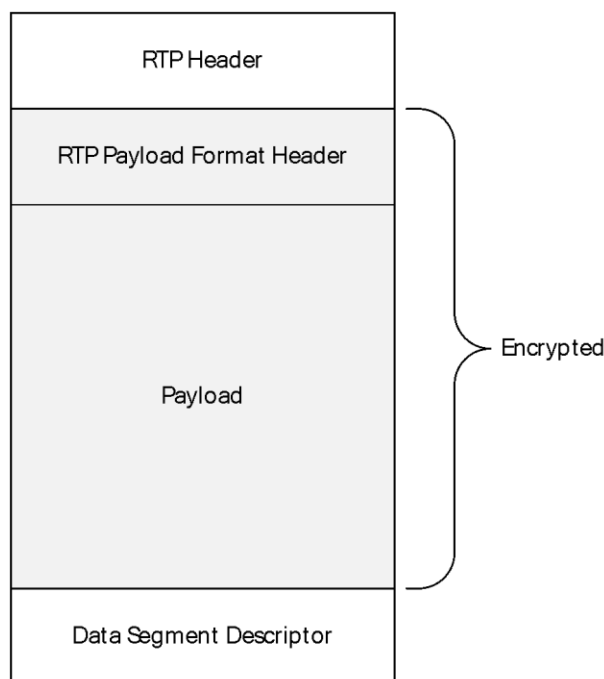 RTP Header
RTP Payload Format Header
Encrypted
Payload
Data Segment Descriptor